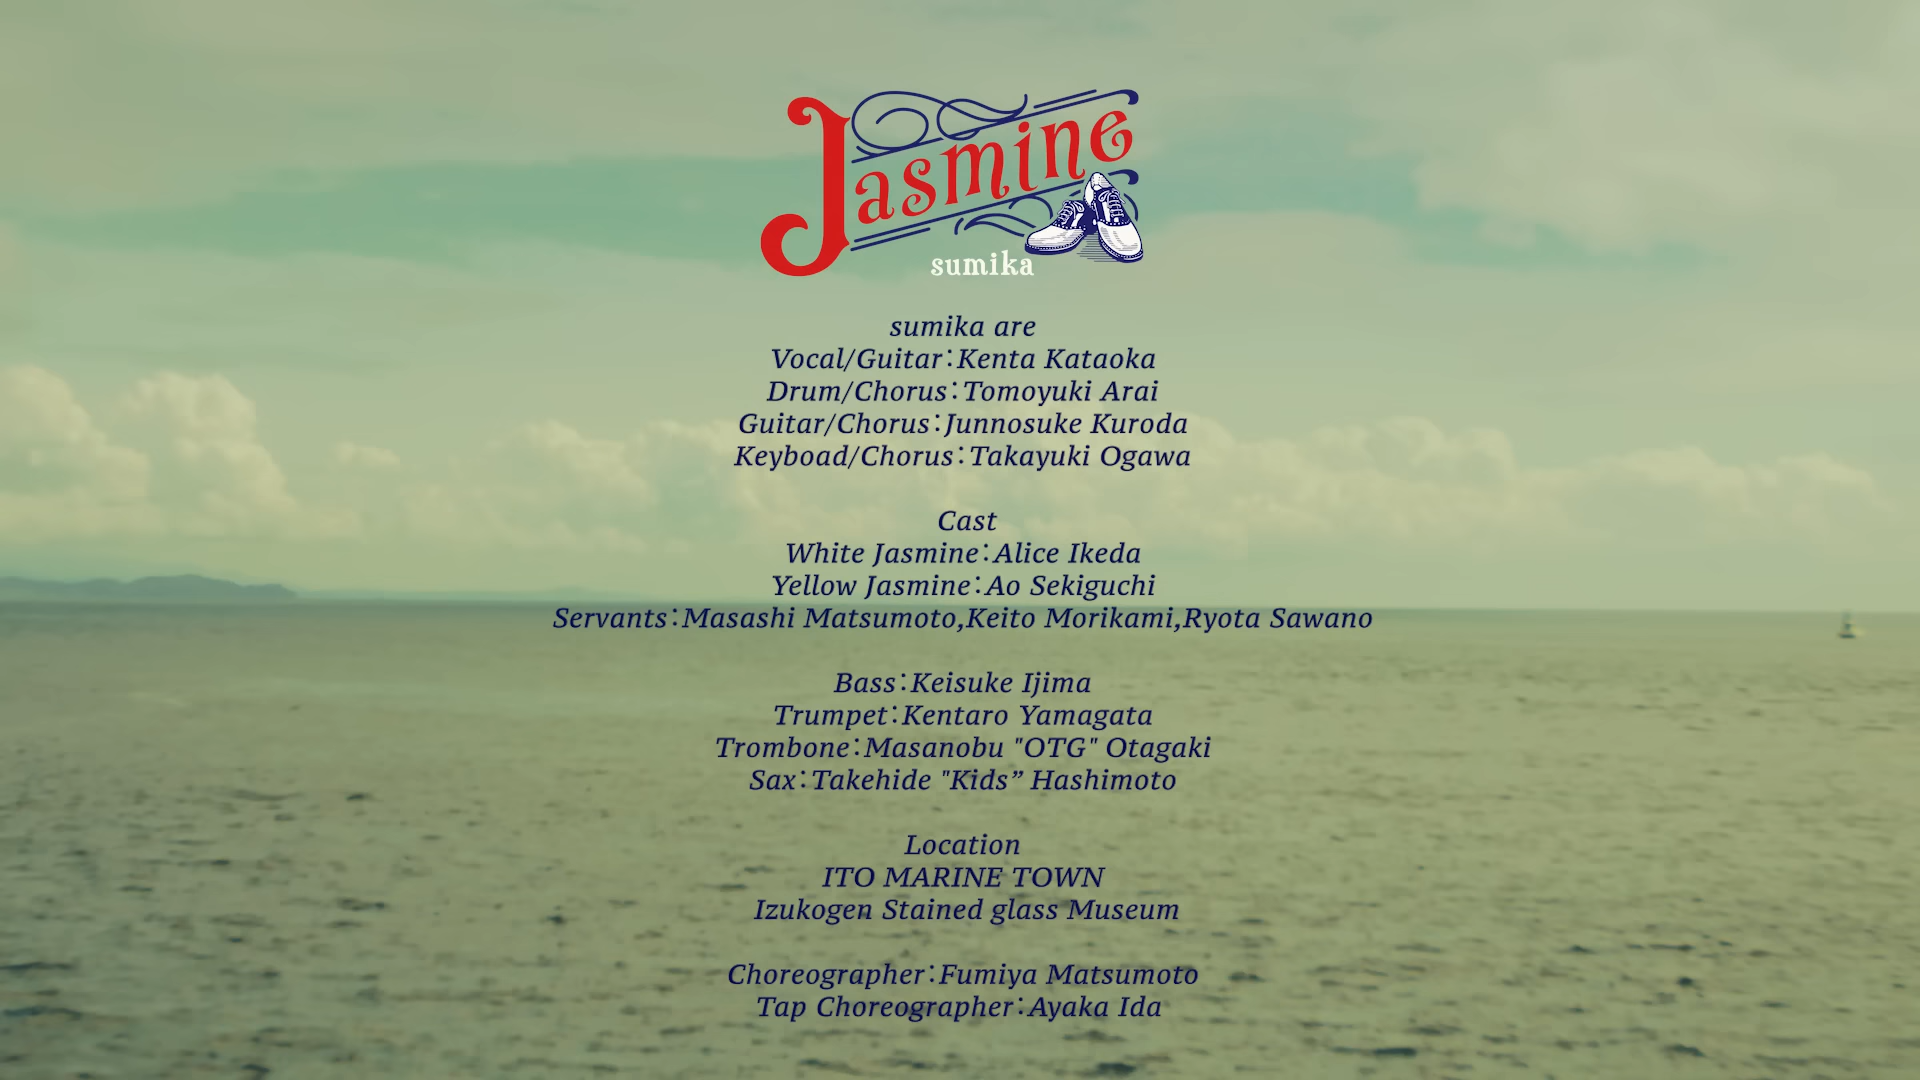 Jasmine
sumika
sumika are
Vocal/Guitar：Kenta Kataoka
Drum/Chorus：Tomoyuki Arai
Guitar/Chorus：Junnosuke Kuroda
Keyboad/Chorus：Takayuki Ogawa
Cast
White Jasmine：Alice Ikeda
Yellow Jasmine：Ao Sekiguchi
Servants：Masashi Matsumoto,Keito Morikami,Ryota Sawano
Bass：Keisuke Ijima
Trumpet：Kentaro Yamagata
Trombone：Masanobu "OTG" Otagaki
Sax：Takehide "Kids” Hashimoto
Location
ITO MARINE TOWN
Izukogen Stained glass Museum
Choreographer：Fumiya Matsumoto
Tap Choreographer：Ayaka Ida